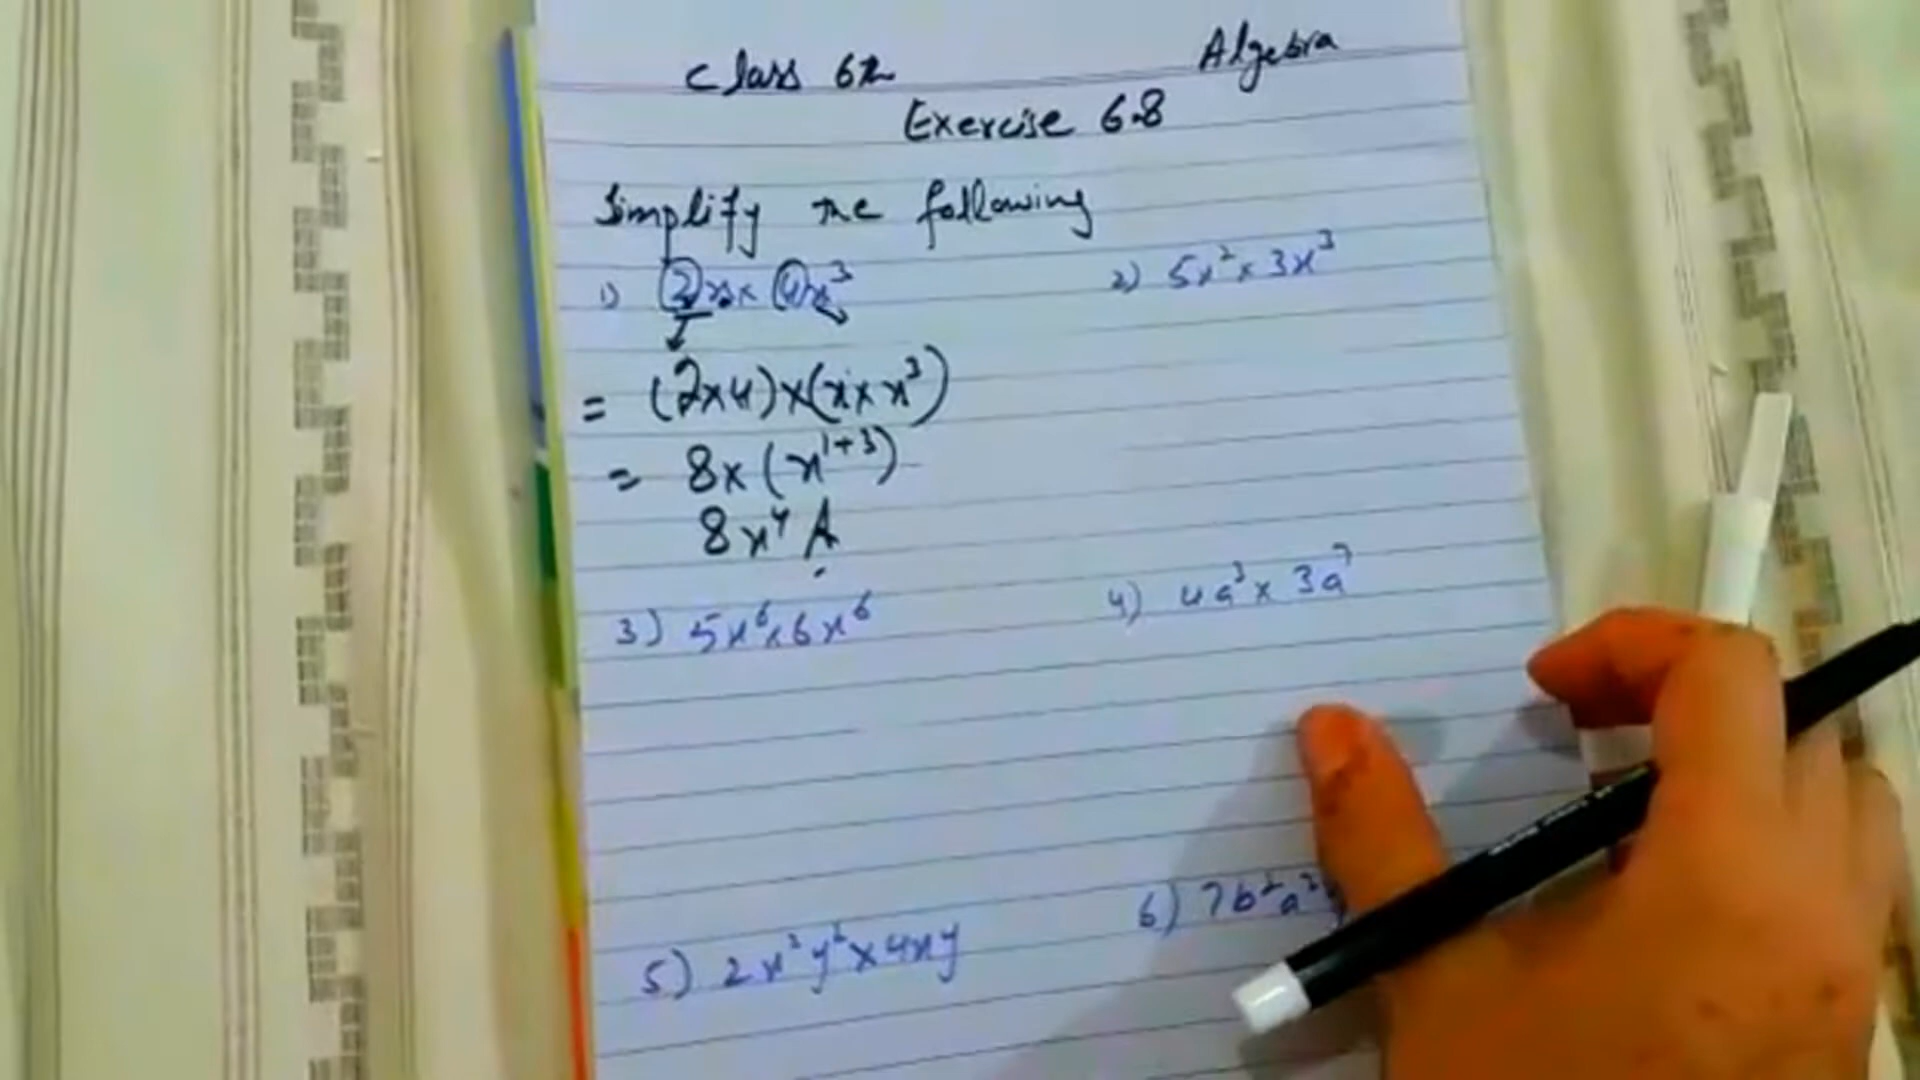 Class 6th Algebra
Exercise 6.8
Simplify the following
1) 2x × 4x³
2) 5x² × 3x³
= (2×4)×(x×x³)
= 8×(x¹⁺³)
8x⁴ A
3) 5x⁶×6x⁶
4) 4a³× 3a⁷
5) 2x²y²×4xy
6) 7b²a²